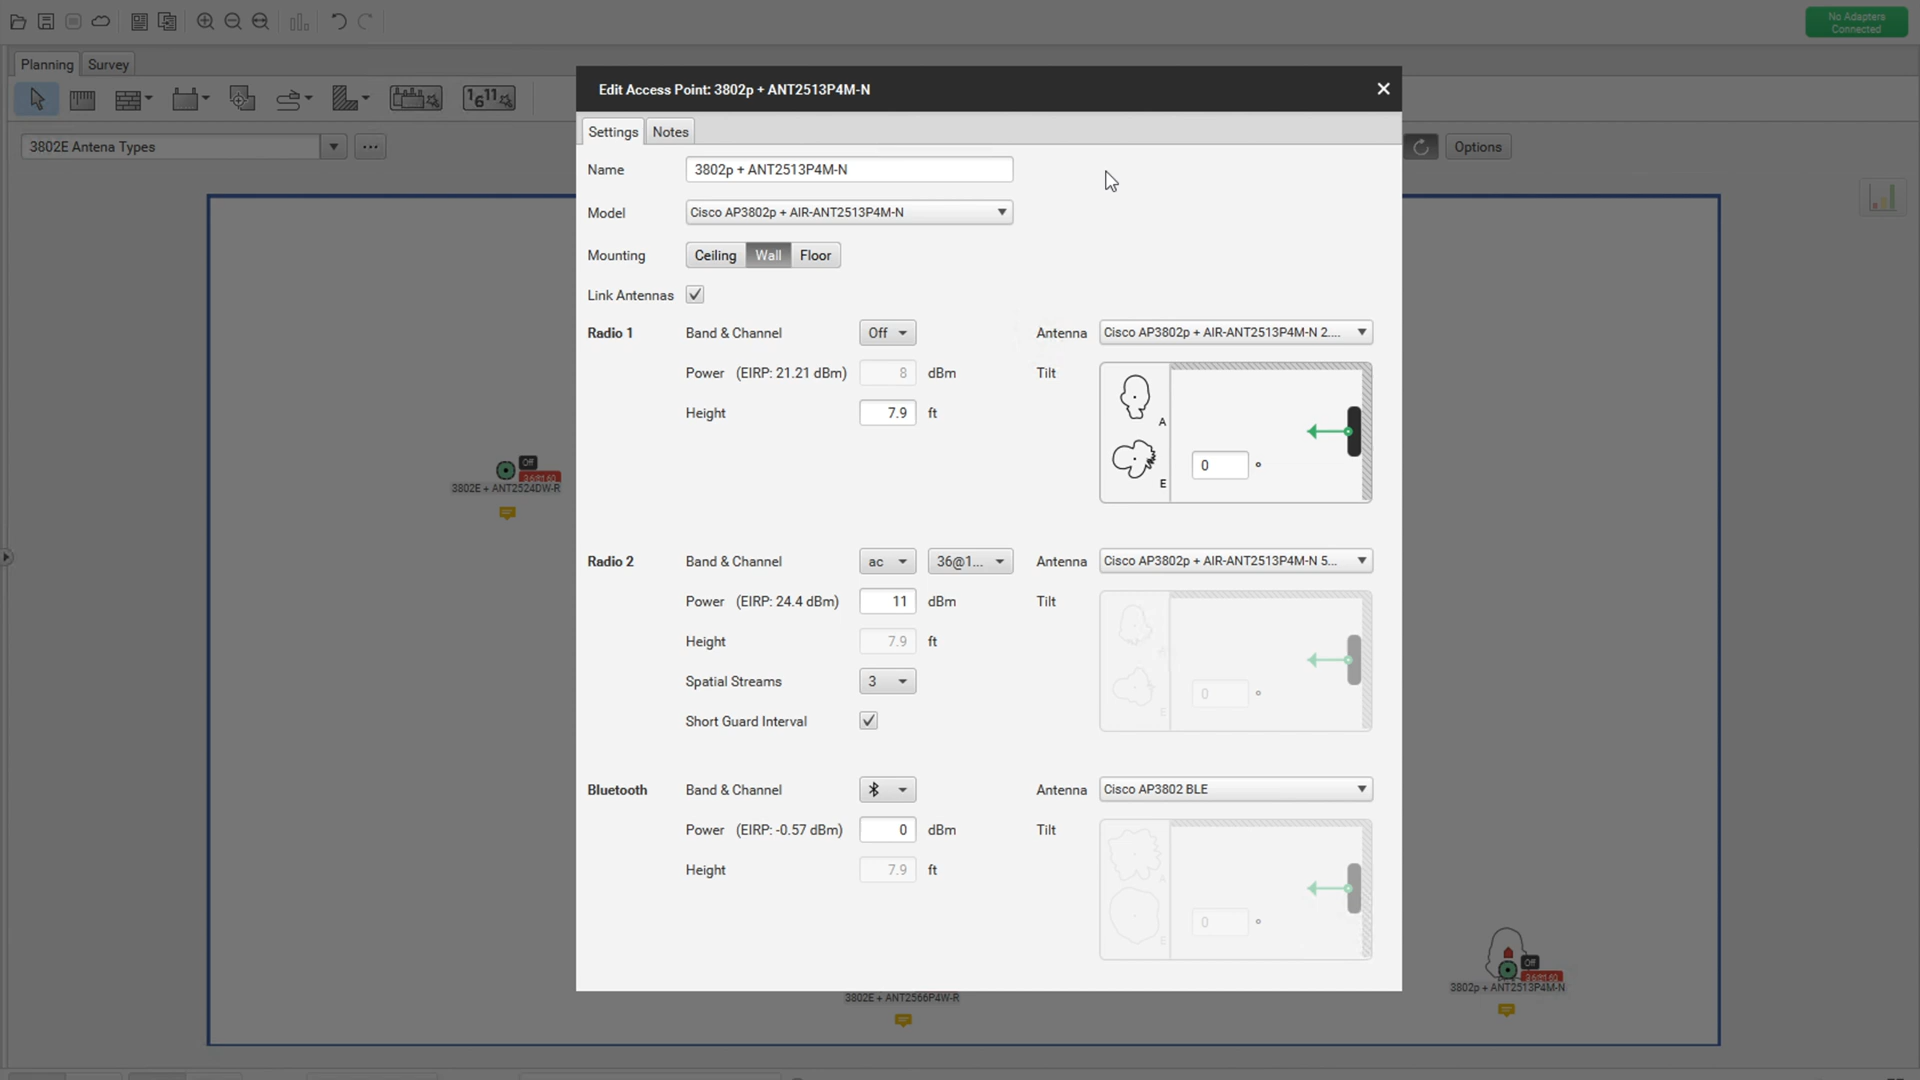 No Adapters
Connected
Planning
Survey
1611
3802E Antena Types
...
Options
Edit Access Point: 3802p + ANT2513P4M-N
Settings
Notes
Name
3802p + ANT2513P4M-N
Model
Cisco AP3802p + AIR-ANT2513P4M-N
Mounting
Ceiling
Wall
Floor
Link Antennas
Radio 1
Band & Channel
Off
Antenna
Cisco AP3802p + AIR-ANT2513P4M-N 2....
Power (EIRP: 21.21 dBm)
8
dBm
Tilt
Height
7.9
ft
A
E
0 °
Radio 2
Band & Channel
ac
36@1...
Antenna
Cisco AP3802p + AIR-ANT2513P4M-N 5...
Power (EIRP: 24.4 dBm)
11
dBm
Tilt
Height
7.9
ft
Spatial Streams
3
Short Guard Interval
A
E
0 °
Bluetooth
Band & Channel
Antenna
Cisco AP3802 BLE
Power (EIRP: -0.57 dBm)
0
dBm
Tilt
Height
7.9
ft
A
E
0 °
Off
3802E + ANT2524DW-R
3802E + ANT2566P4W-R
Off
3802p + ANT2513P4M-N